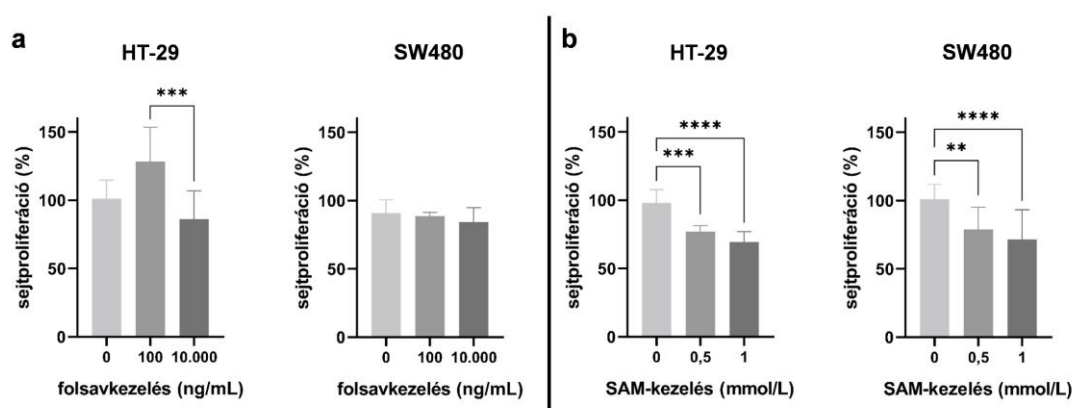 a
HT-29
sejtproliferáció (%)
150
100
50
0
***
0 100 10.000
folsavkezelés (ng/mL)
SW480
sejtproliferáció (%)
150
100
50
0
0 100 10.000
folsavkezelés (ng/mL)
b
HT-29
sejtproliferáció (%)
150
100
50
0
****
***
0 0,5 1
SAM-kezelés (mmol/L)
SW480
sejtproliferáció (%)
150
100
50
0
****
**
0 0,5 1
SAM-kezelés (mmol/L)